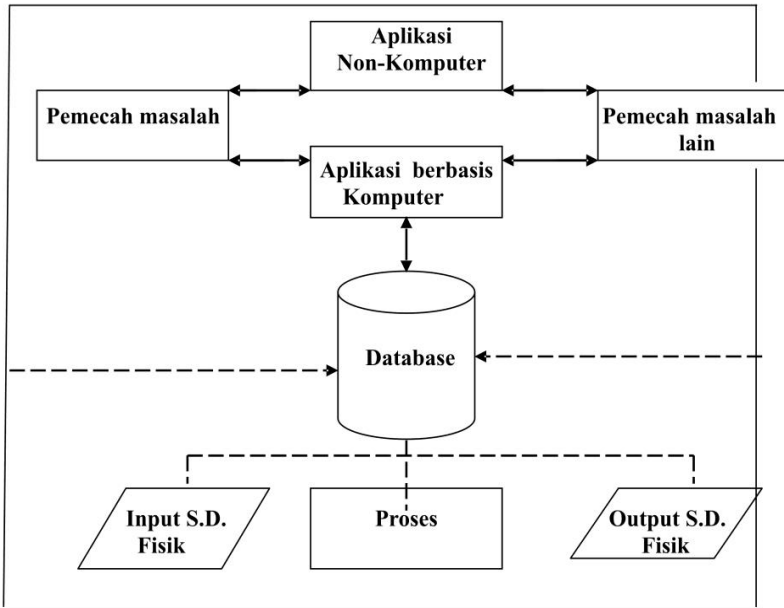 Aplikasi
Non-Komputer
Pemecah masalah
Pemecah masalah
lain
Aplikasi berbasis
Komputer
Database
Input S.D.
Fisik
Proses
Output S.D.
Fisik